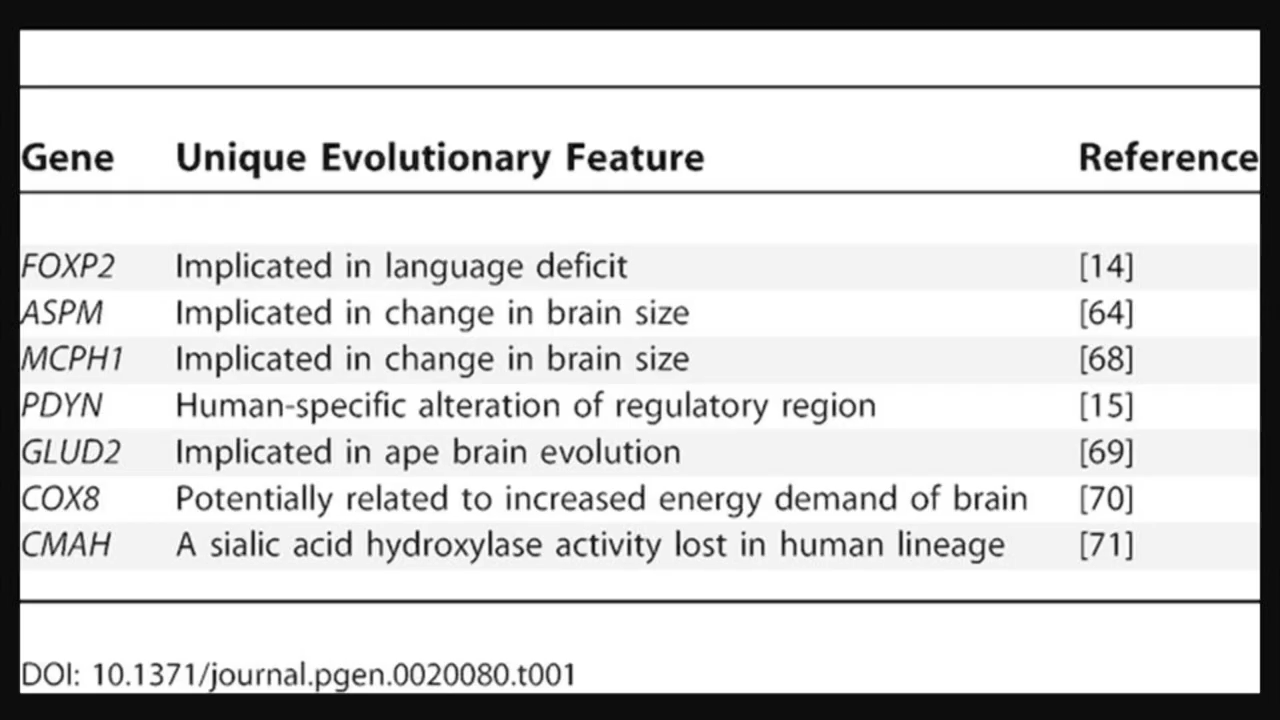 Gene Unique Evolutionary Feature Reference
FOXP2 Implicated in language deficit [14]
ASPM Implicated in change in brain size [64]
MCPH1 Implicated in change in brain size [68]
PDYN Human-specific alteration of regulatory region [15]
GLUD2 Implicated in ape brain evolution [69]
COX8 Potentially related to increased energy demand of brain [70]
CMAH A sialic acid hydroxylase activity lost in human lineage [71]
DOI: 10.1371/journal.pgen.0020080.t001